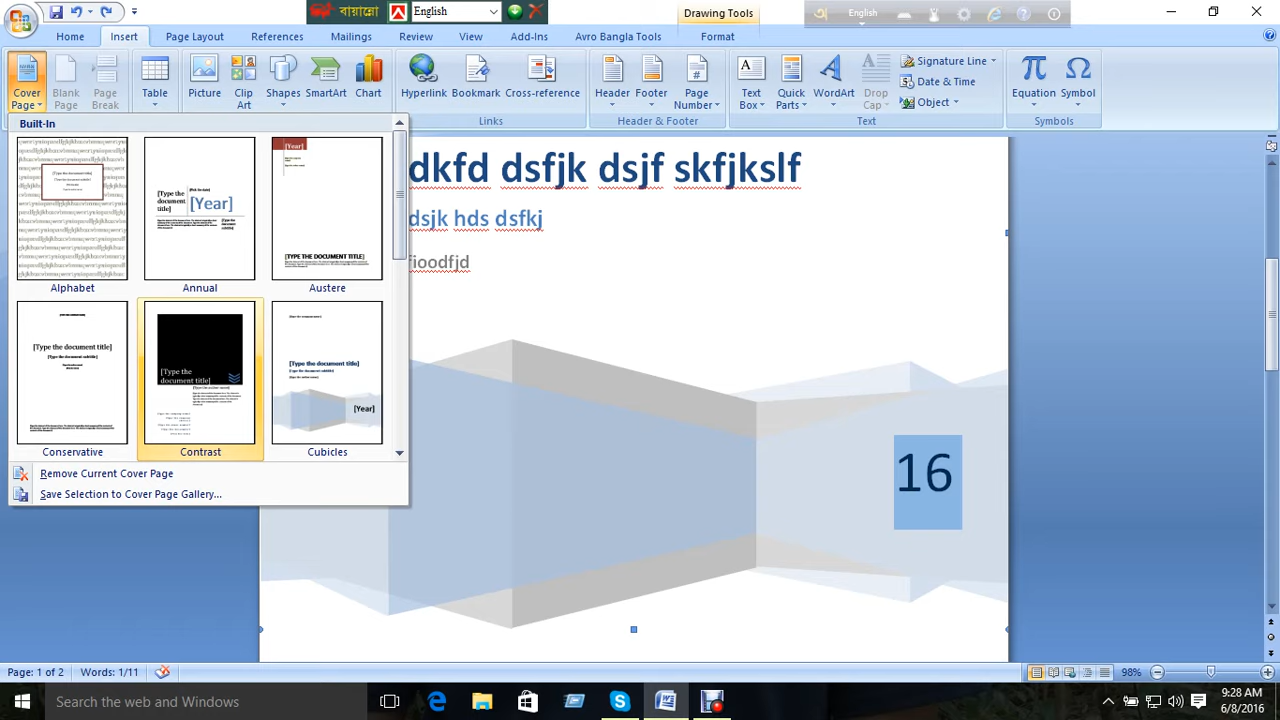 বায়ান্নো
English
Drawing Tools
English
Home
Insert
Page Layout
References
Mailings
Review
View
Add-Ins
Avro Bangla Tools
Format
Cover Page
Blank Page
Page Break
Table
Picture
Clip Art
Shapes
SmartArt
Chart
Hyperlink
Bookmark
Cross-reference
Header
Footer
Page Number
Text Box
Quick Parts
WordArt
Drop Cap
Signature Line
Date & Time
Object
Equation
Symbol
Links
Header & Footer
Text
Symbols
Built-In
[Type the document title]
[Type the document title]
[Year]
[Year]
[TYPE THE DOCUMENT TITLE]
Alphabet
Annual
Austere
[Type the document title]
[Type the document title]
[Type the document title]
[Year]
Conservative
Contrast
Cubicles
Remove Current Cover Page
Save Selection to Cover Page Gallery...
dkfd dsfjk dsjf skfjkslf
dsjk hds dsfkj
fioodfjd
16
Page: 1 of 2
Words: 1/11
98%
Search the web and Windows
9:28 AM
6/8/2016